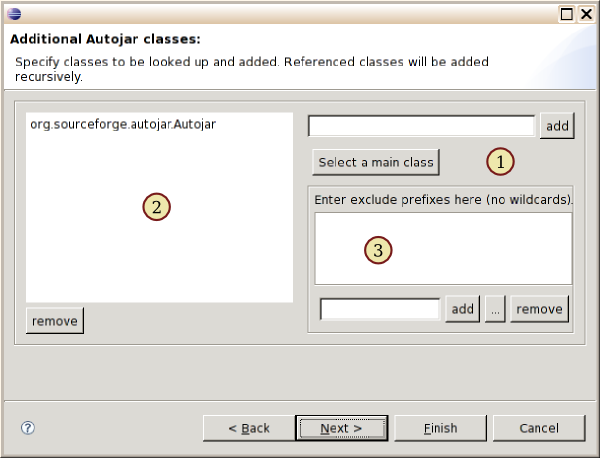 Additional Autojar classes:
Specify classes to be looked up and added. Referenced classes will be added
recursively.
org.sourceforge.autojar.Autojar
add
Select a main class
1
2
Enter exclude prefixes here (no wildcards).
3
add
...
remove
remove
?
< Back
Next >
Finish
Cancel